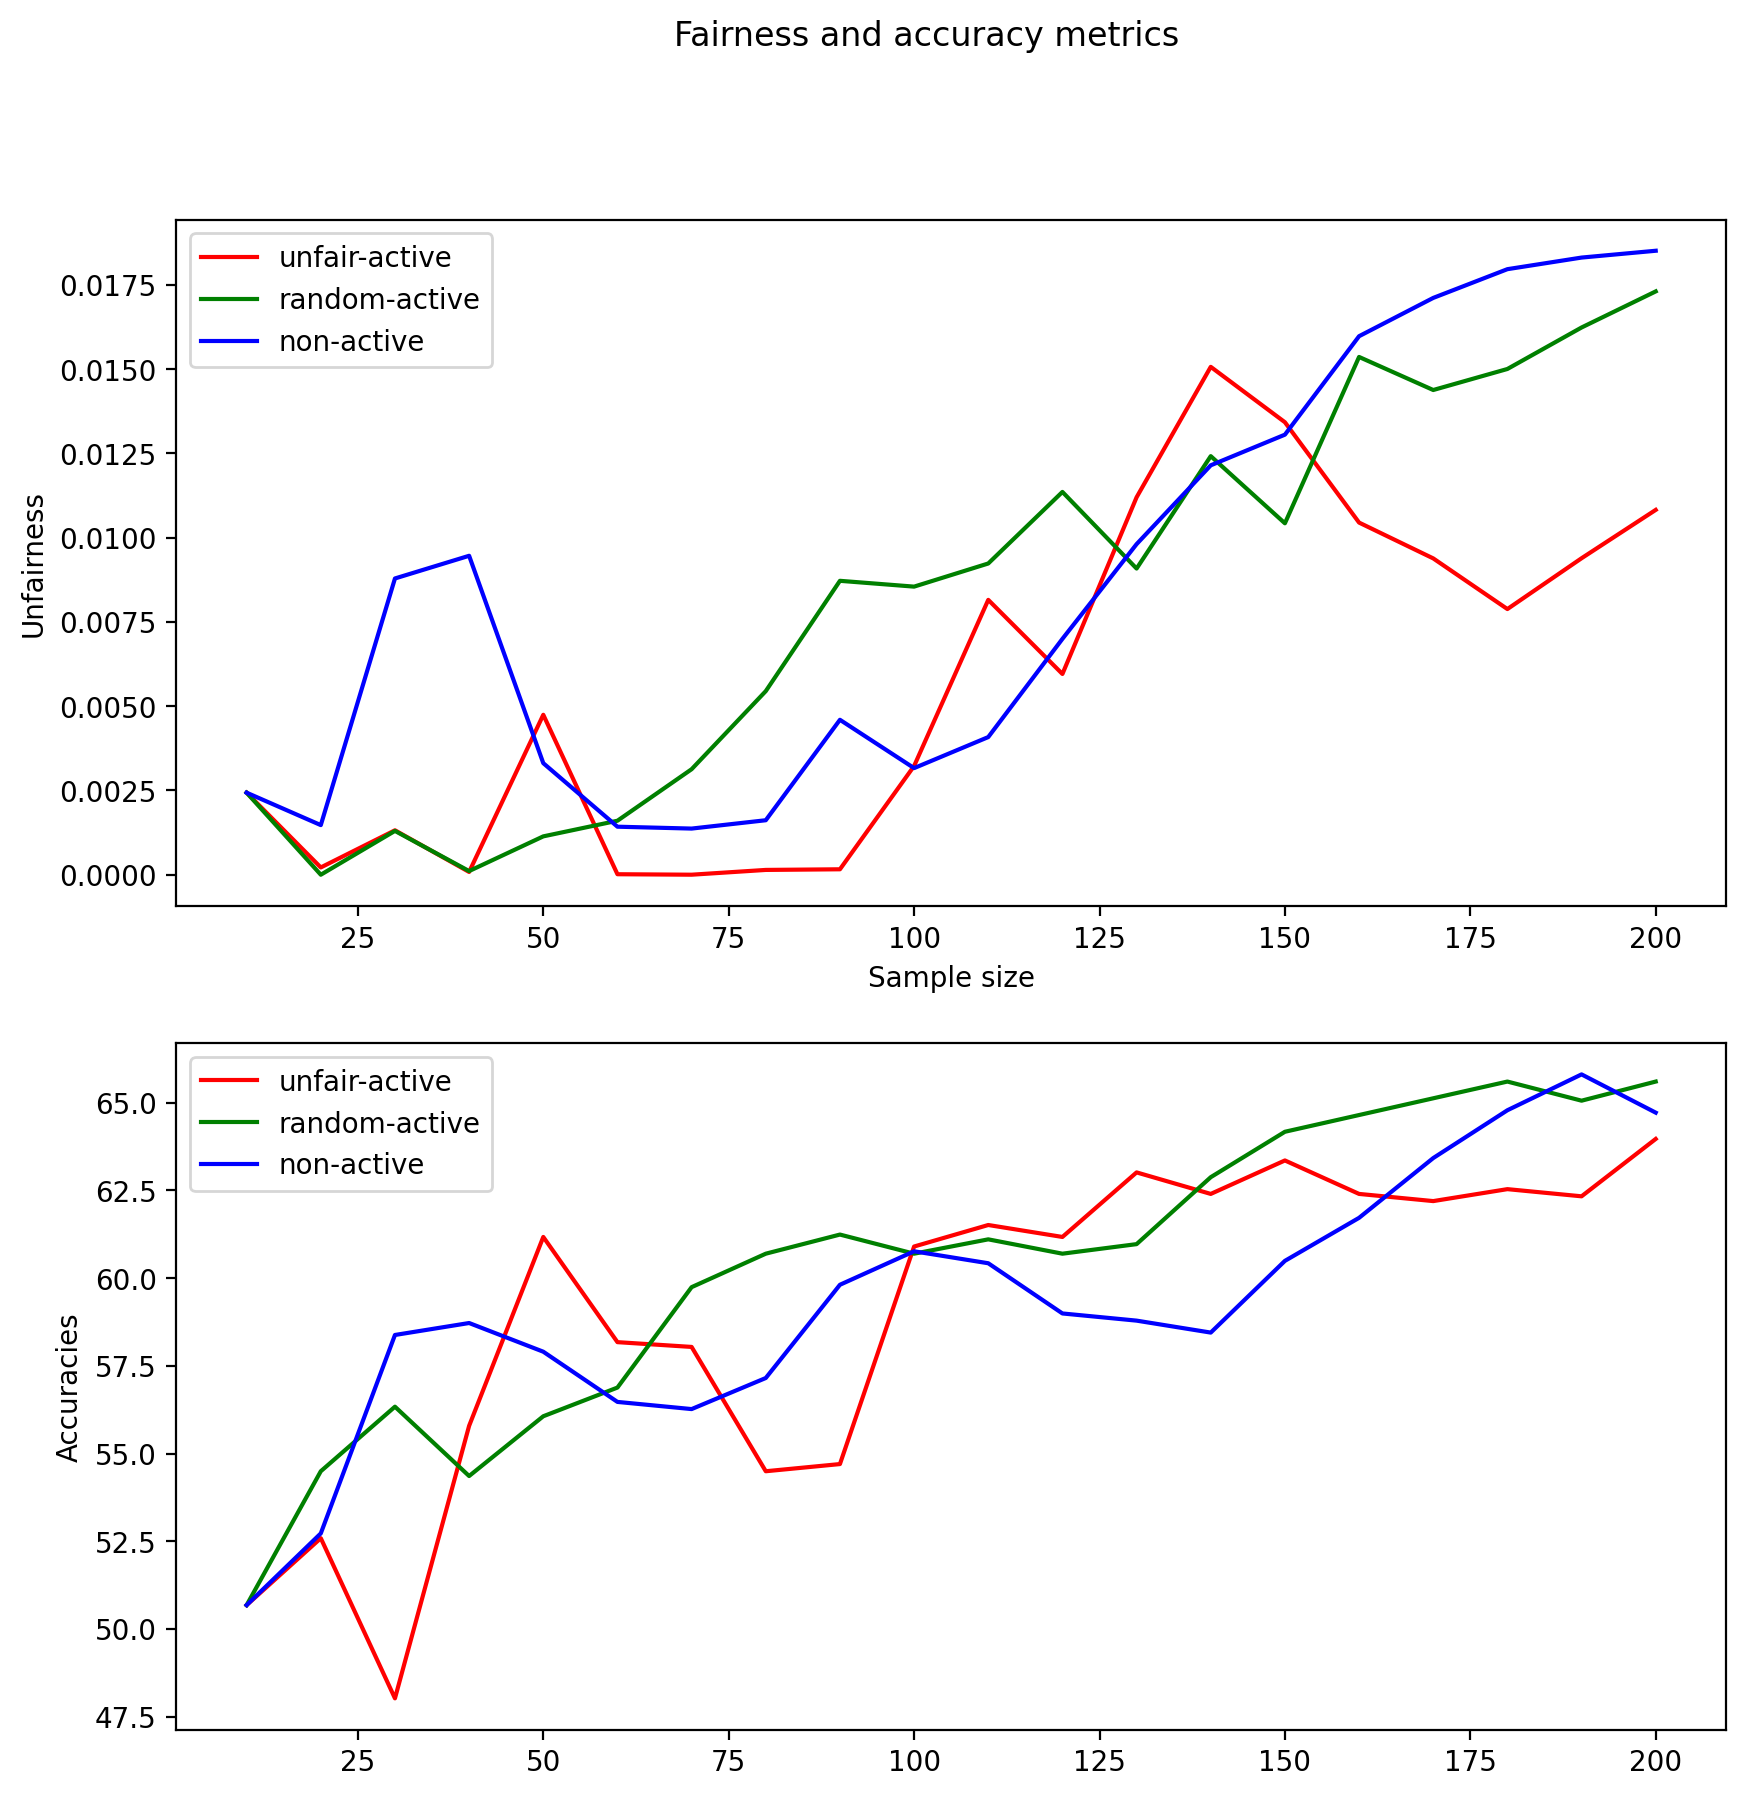 Fairness and accuracy metrics
unfair-active
random-active
non-active
0.0175
0.0150
0.0125
0.0100
0.0075
0.0050
0.0025
0.0000
Unfairness
25 50 75 100 125 150 175 200
Sample size
unfair-active
random-active
non-active
65.0
62.5
60.0
57.5
55.0
52.5
50.0
47.5
Accuracies
25 50 75 100 125 150 175 200